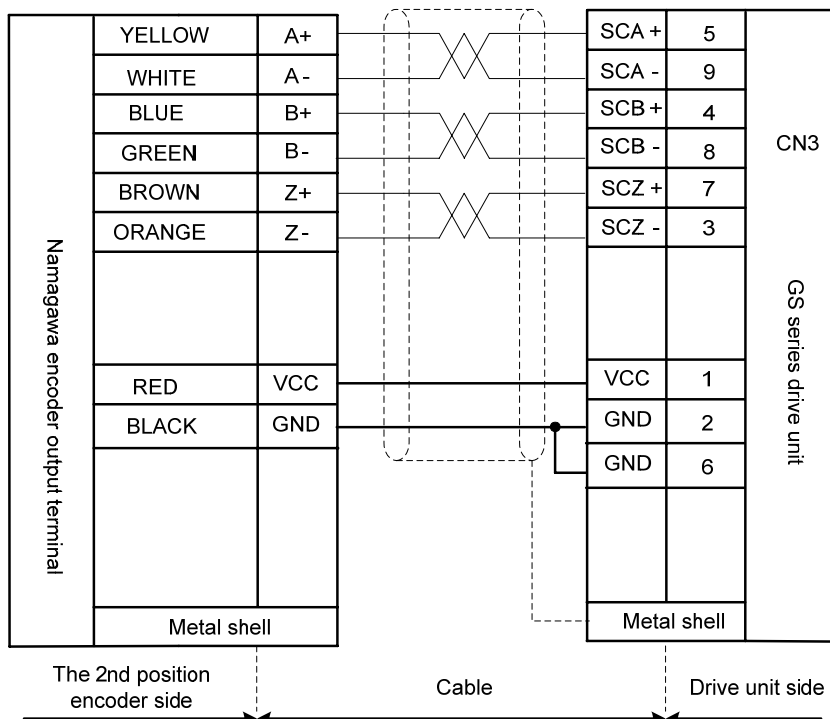 YELLOW A+ SCA + 5
WHITE A - SCA - 9
BLUE B+ SCB + 4
GREEN B - SCB - 8
BROWN Z+ SCZ + 7
ORANGE Z - SCZ - 3
RED VCC VCC 1
BLACK GND GND 2
GND 6
Metal shell
Metal shell
Namagawa encoder output terminal
CN3
GS series drive unit
The 2nd position
encoder side
Cable
Drive unit side